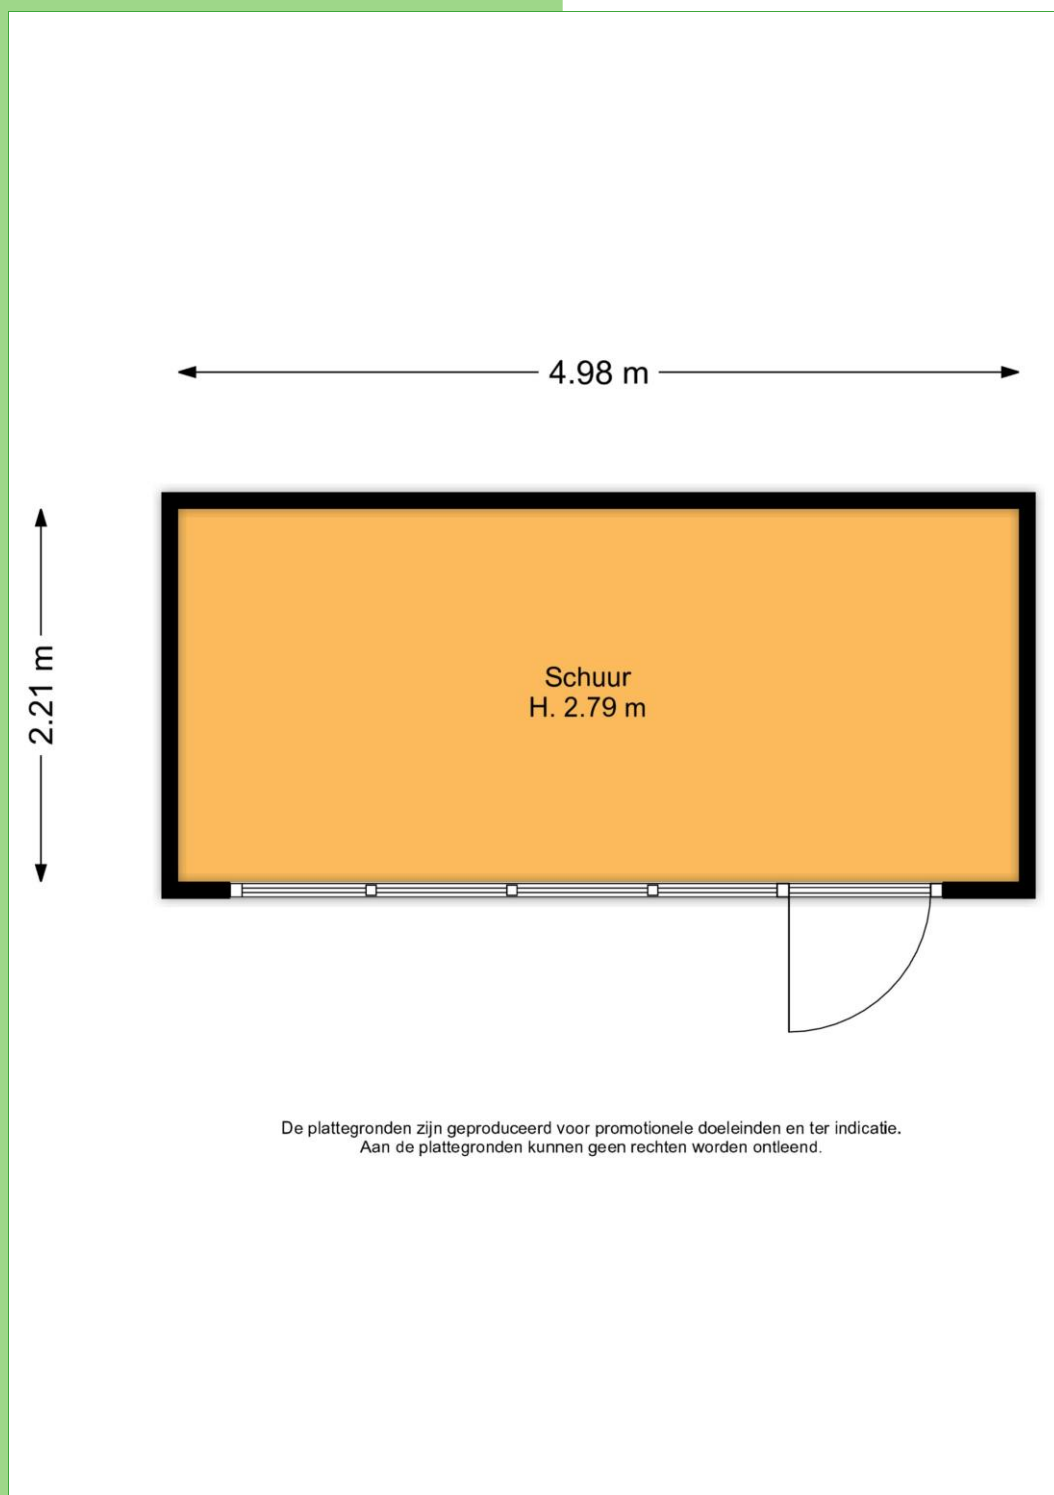 4.98 m
2.21 m
Schuur
H. 2.79 m
De plattegronden zijn geproduceerd voor promotionele doeleinden en ter indicatie.
Aan de plattegronden kunnen geen rechten worden ontleend.